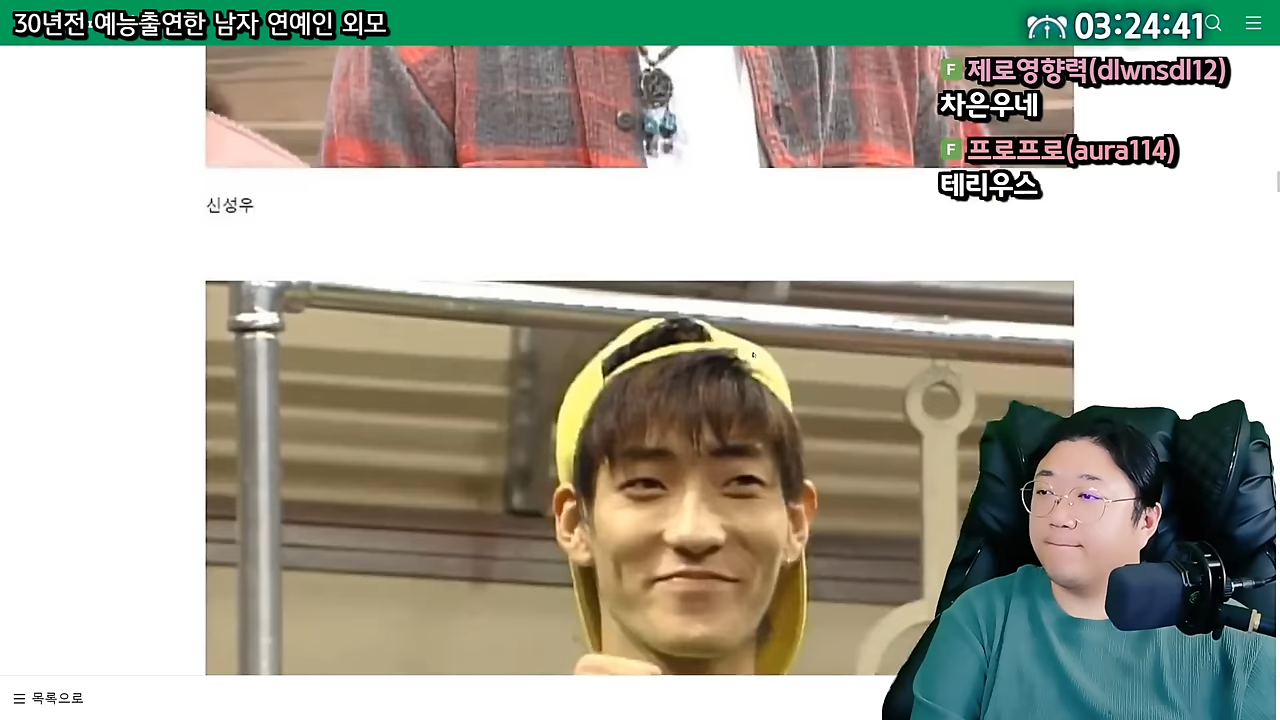 30년전 예능출연한 남자 연예인 외모
03:24:41
F 제로영향력(dlwnsdl12)
차은우네
F 프로프로(aura114)
테리우스
신성우
목록으로